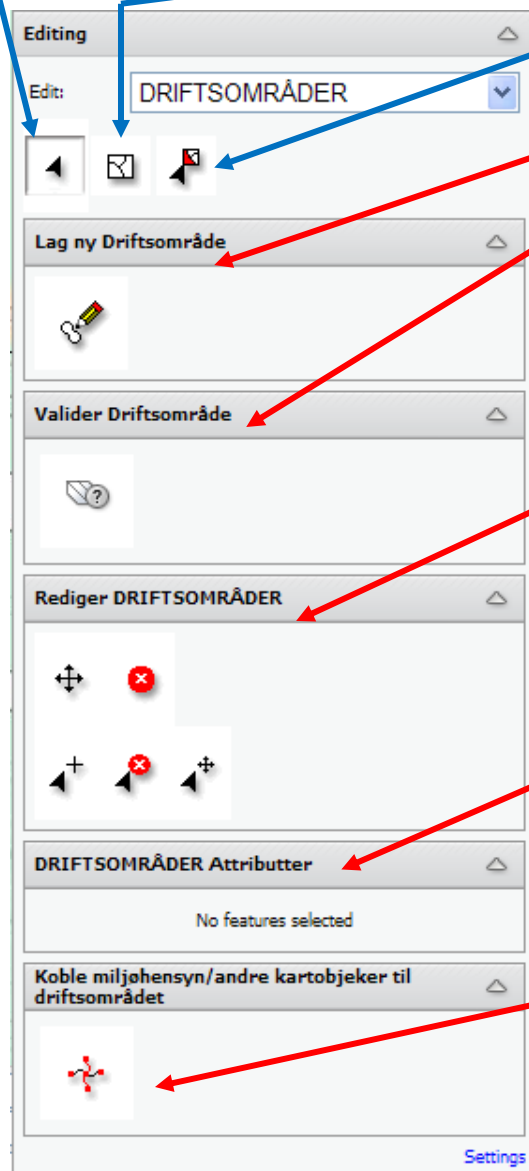 Editing
Edit: DRIFTSOMRÅDER
Lag ny Driftsområde
Valider Driftsområde
Rediger DRIFTSOMRÅDER
DRIFTSOMRÅDER Attributter
No features selected
Koble miljøhensyn/andre kartobjeker til
driftsområdet
Settings